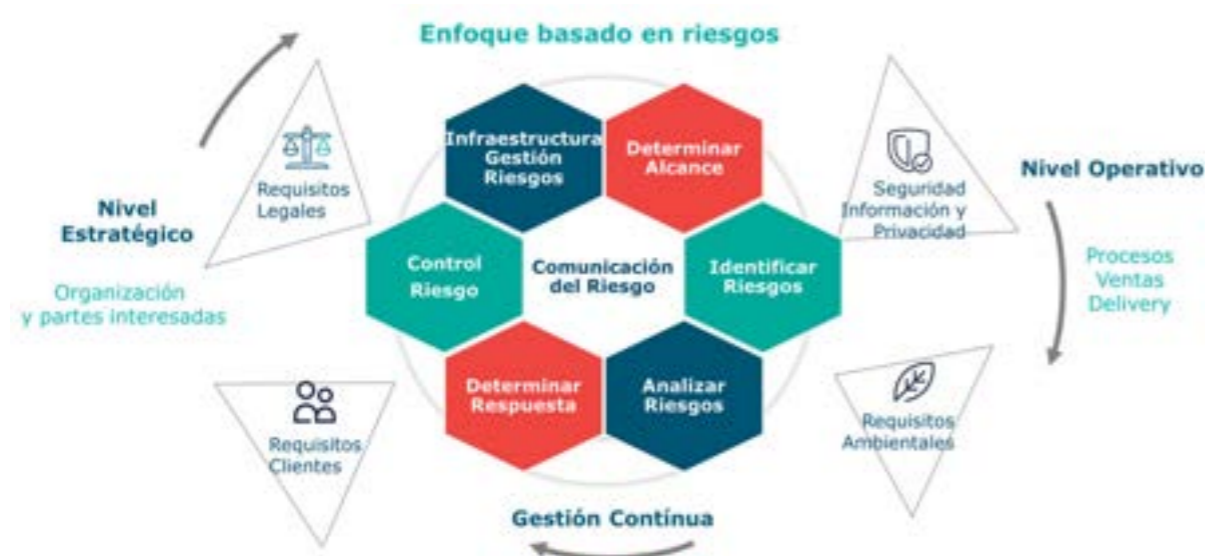 Enfoque basado en riesgos
Infraestructura
Gestión
Riesgos
Determinar
Alcance
Requisitos
Legales
Seguridad
Información y
Privacidad
Nivel Operativo
Nivel
Estratégico
Control
Riesgo
Comunicación
del Riesgo
Identificar
Riesgos
Procesos
Ventas
Delivery
Organización
y partes interesadas
Determinar
Respuesta
Analizar
Riesgos
Requisitos
Clientes
Requisitos
Ambientales
Gestión Contínua